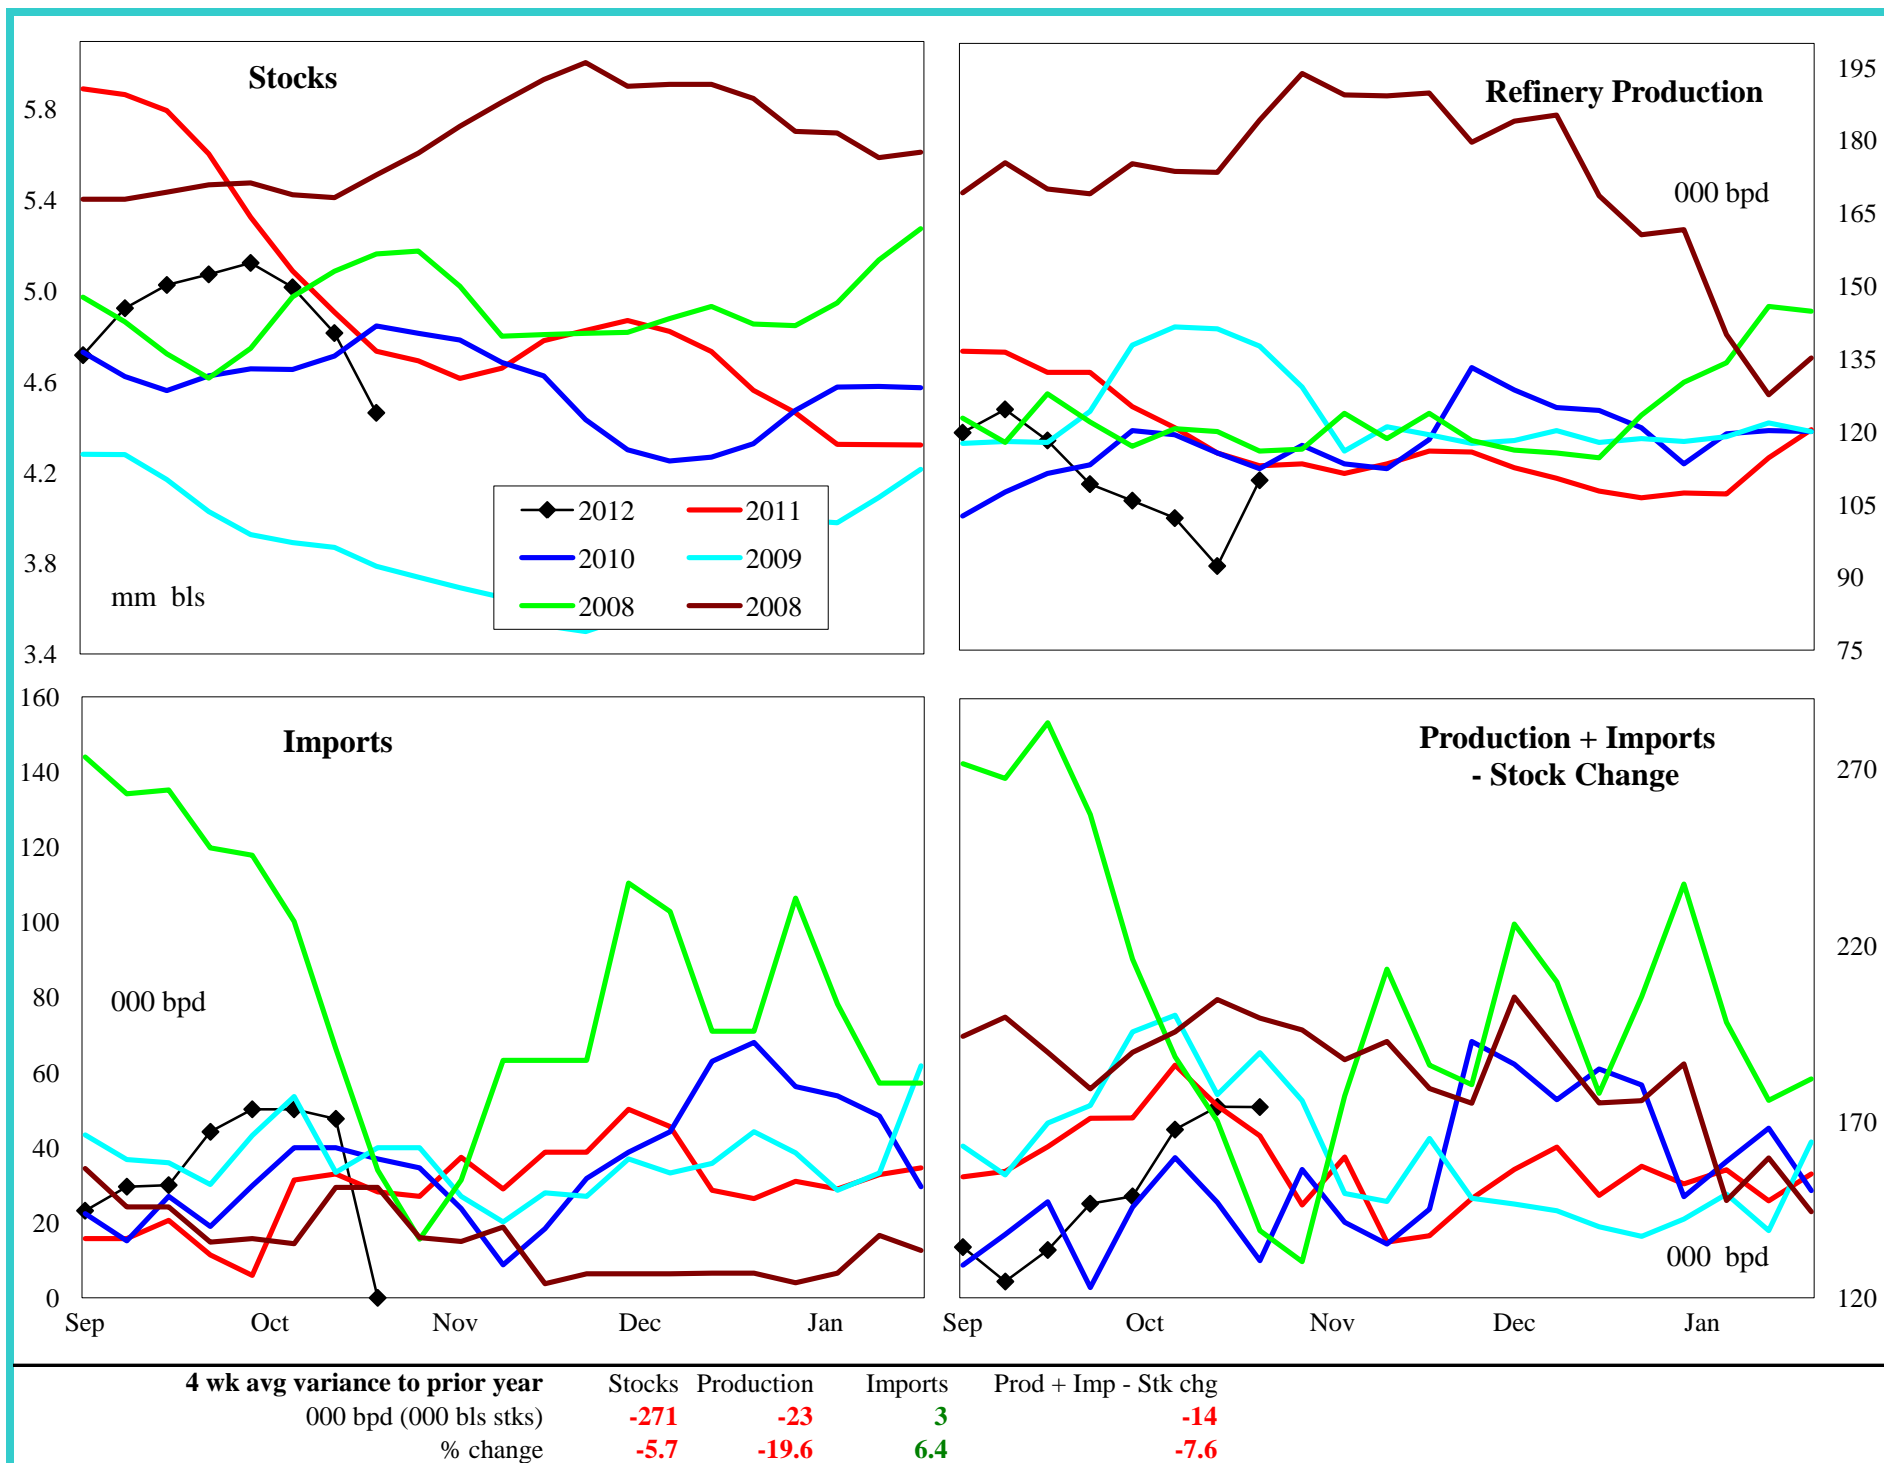 Stocks
5.8
5.4
5.0
4.6
4.2
3.8
3.4
mm bls
2012 2011
2010 2009
2008 2008
Refinery Production
000 bpd
195
180
165
150
135
120
105
90
75
Imports
160
140
120
100
80
60
40
20
0
000 bpd
Sep Oct Nov Dec Jan
Production + Imports
- Stock Change
270
220
170
120
000 bpd
Sep Oct Nov Dec Jan
4 wk avg variance to prior year Stocks Production Imports Prod + Imp - Stk chg
000 bpd (000 bls stks) -271 -23 3 -14
% change -5.7 -19.6 6.4 -7.6